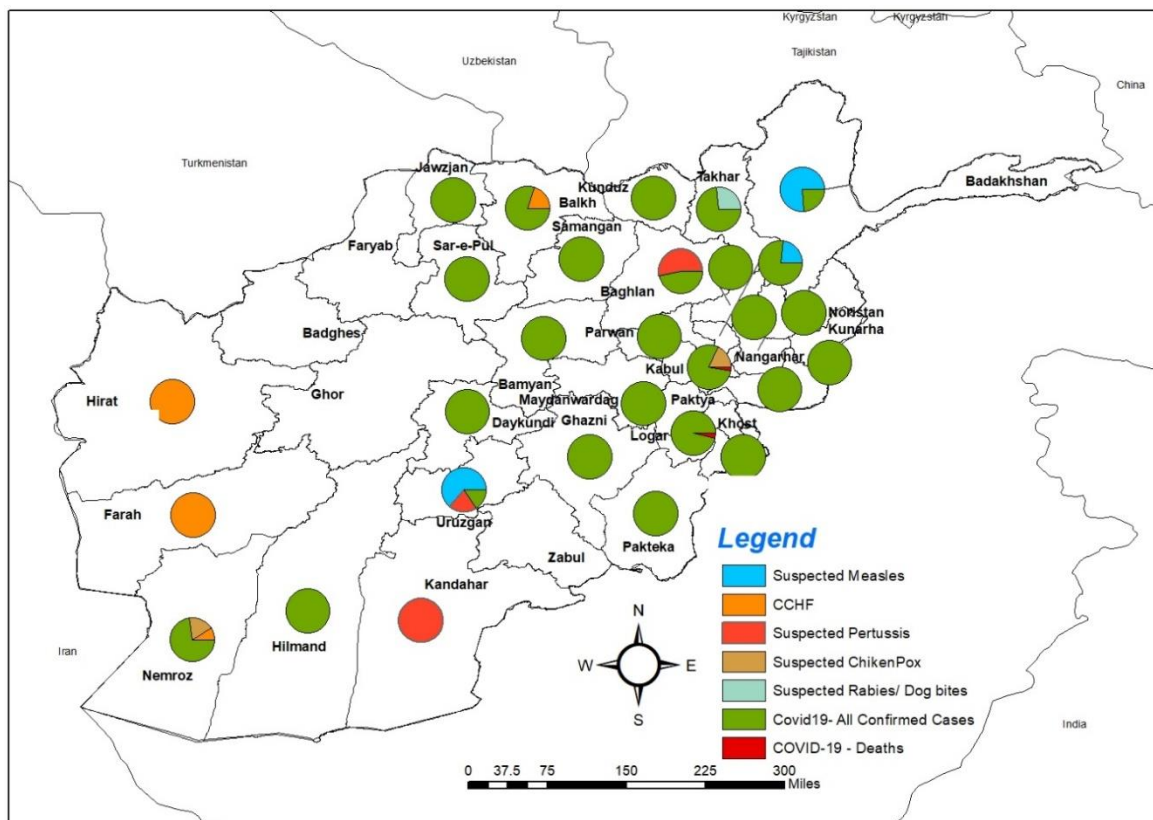 Kyrgyzstan
Kyrgyzstan
Tajikistan
Uzbekistan
China
Turkmenistan
Jawzjan
Kunduz
Takhar
Badakhshan
Balkh
Samangan
Faryab
Sar-e-Pul
Baghlan
Badghes
Parwan
Noristan
Kunarha
Nangarhar
Kabul
Hirat
Ghor
Bamyan
Maydanwardag
Paktya
Daykundi
Ghazni
Khost
Logar
Farah
Uruzgan
Zabul
Pakteka
Kandahar
Iran
Nemroz
Hilmand
India
Legend
Suspected Measles
CCHF
Suspected Pertussis
Suspected ChikenPox
Suspected Rabies/ Dog bites
Covid19- All Confirmed Cases
COVID-19 - Deaths
N
W E
S
0 37.5 75 150 225 300
Miles